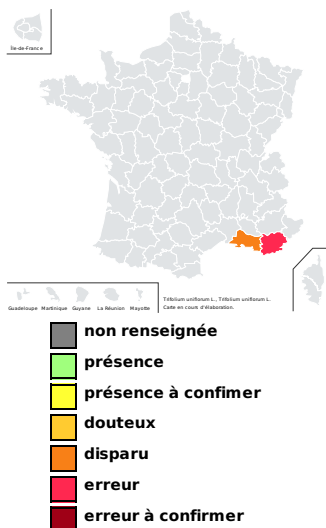 Île-de-France
Guadeloupe Martinique Guyane La Réunion Mayotte
Trifolium uniflorum L., Trifolium uniflorum L.
Carte en cours d'élaboration.
non renseignée
présence
présence à confimer
douteux
disparu
erreur
erreur à confirmer